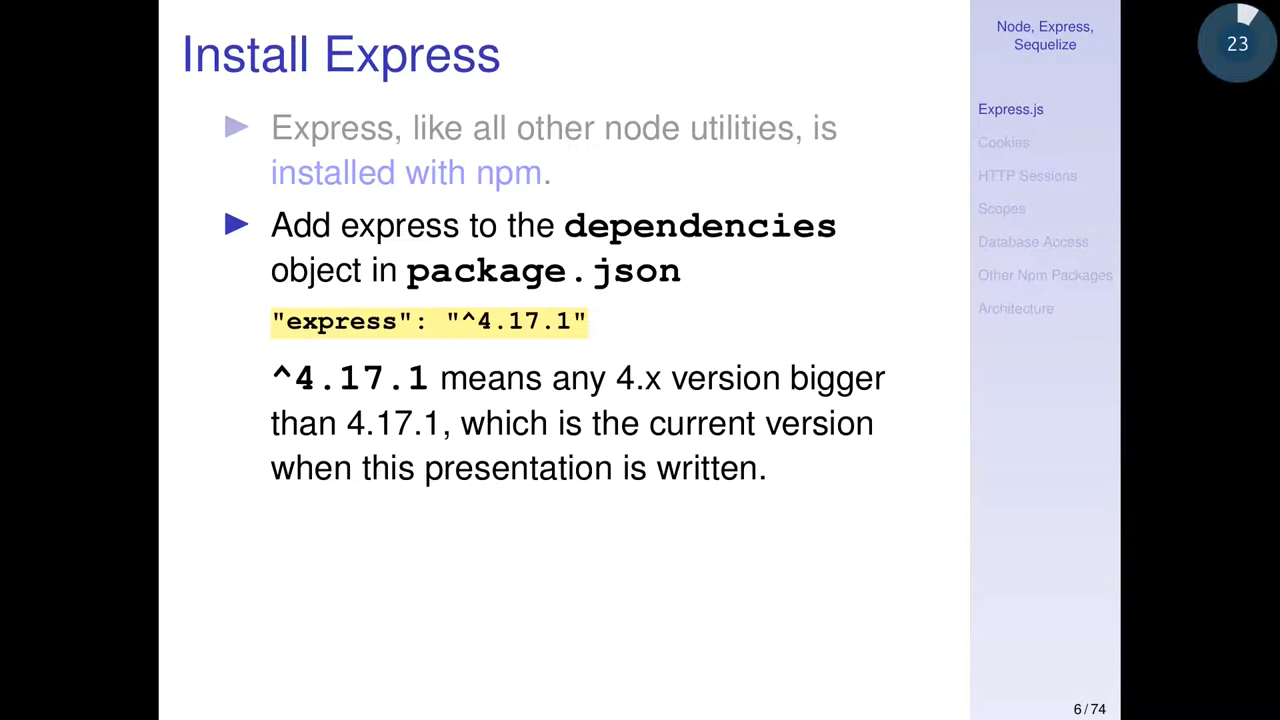 Install Express
Express, like all other node utilities, is
installed with npm.
Add express to the dependencies
object in package.json
"express": "^4.17.1"
^4.17.1 means any 4.x version bigger
than 4.17.1, which is the current version
when this presentation is written.
Node, Express,
Sequelize
Express.js
Cookies
HTTP Sessions
Scopes
Database Access
Other Npm Packages
Architecture
6 / 74
23